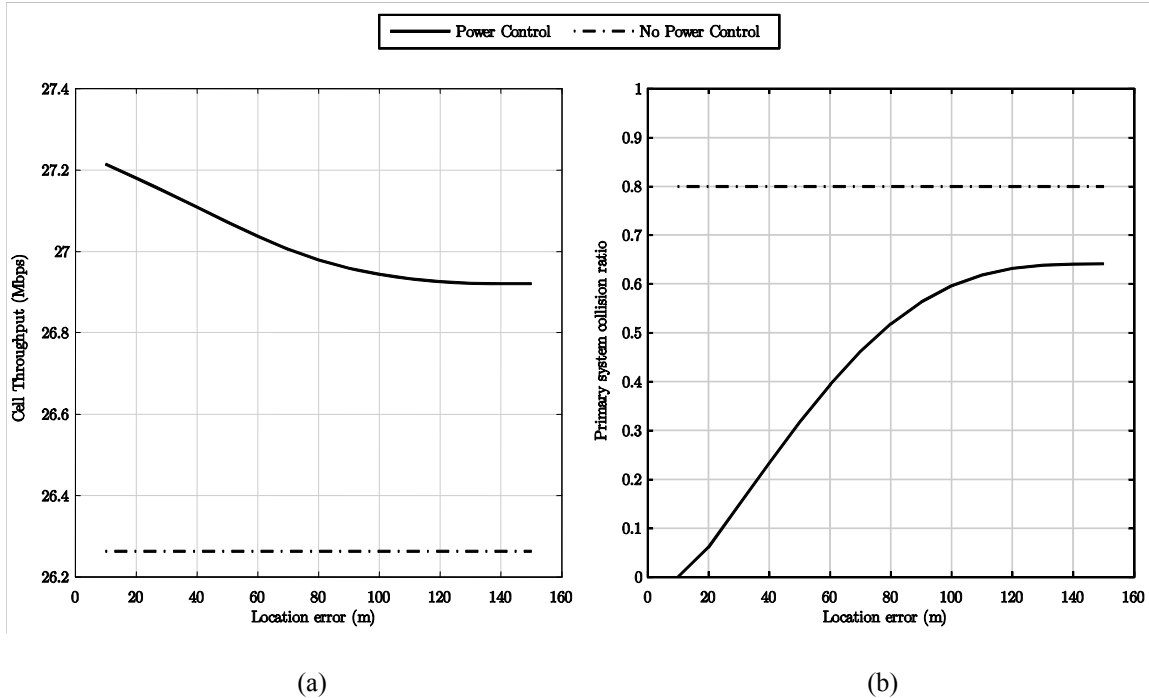 Power Control No Power Control
27.4
27.2
27
26.8
26.6
26.4
26.2
Cell Throughput (Mbps)
0 20 40 60 80 100 120 140 160
Location error (m)
(a)
1
0.9
0.8
0.7
0.6
0.5
0.4
0.3
0.2
0.1
0
Primary system collision ratio
0 20 40 60 80 100 120 140 160
Location error (m)
(b)